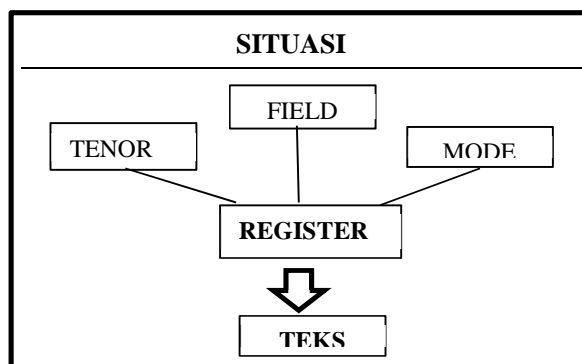 SITUASI
FIELD
TENOR
MODE
REGISTER
TEKS